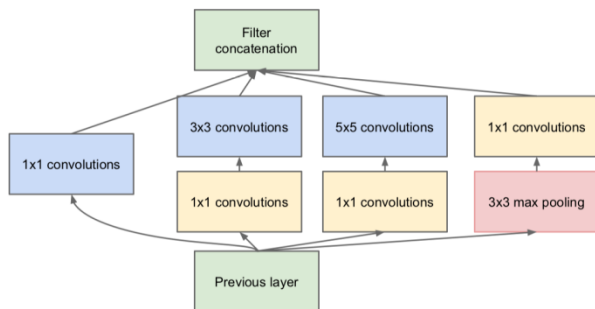 Filter
concatenation
3x3 convolutions
5x5 convolutions
1x1 convolutions
1x1 convolutions
1x1 convolutions
1x1 convolutions
3x3 max pooling
Previous layer